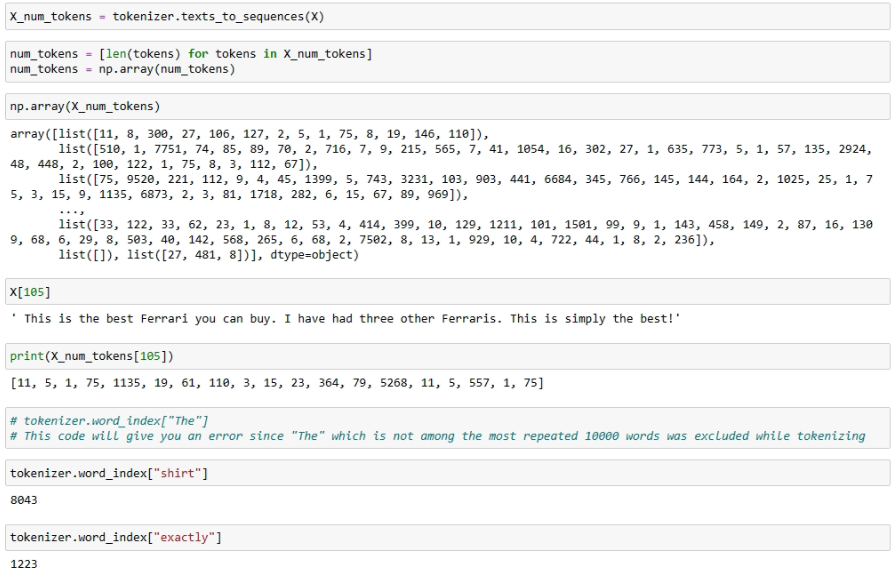 X_num_tokens = tokenizer.texts_to_sequences(X)
num_tokens = [len(tokens) for tokens in X_num_tokens]
num_tokens = np.array(num_tokens)
np.array(X_num_tokens)
array([list([11, 8, 300, 27, 106, 127, 2, 5, 1, 75, 8, 19, 146, 110]),
list([510, 1, 7751, 74, 85, 89, 70, 2, 716, 7, 9, 215, 565, 7, 41, 1054, 16, 302, 27, 1, 635, 773, 5, 1, 57, 135, 2924,
48, 448, 2, 100, 122, 1, 75, 8, 3, 112, 67]),
list([75, 9520, 221, 112, 9, 4, 45, 1399, 5, 743, 3231, 103, 903, 441, 6684, 345, 766, 145, 144, 164, 2, 1025, 25, 1, 7
5, 3, 15, 9, 1135, 6873, 2, 3, 81, 1718, 282, 6, 15, 67, 89, 969]),
...,
list([33, 122, 33, 62, 23, 1, 8, 12, 53, 4, 414, 399, 10, 129, 1211, 101, 1501, 99, 9, 1, 143, 458, 149, 2, 87, 16, 130
9, 68, 6, 29, 8, 503, 40, 142, 568, 265, 6, 68, 2, 7502, 8, 13, 1, 929, 10, 4, 722, 44, 1, 8, 2, 236]),
list([]), list([27, 481, 8])], dtype=object)
X[105]
' This is the best Ferrari you can buy. I have had three other Ferraris. This is simply the best!'
print(X_num_tokens[105])
[11, 5, 1, 75, 1135, 19, 61, 110, 3, 15, 23, 364, 79, 5268, 11, 5, 557, 1, 75]
# tokenizer.word_index["The"]
# This code will give you an error since "The" which is not among the most repeated 10000 words was excluded while tokenizing
tokenizer.word_index["shirt"]
8043
tokenizer.word_index["exactly"]
1223